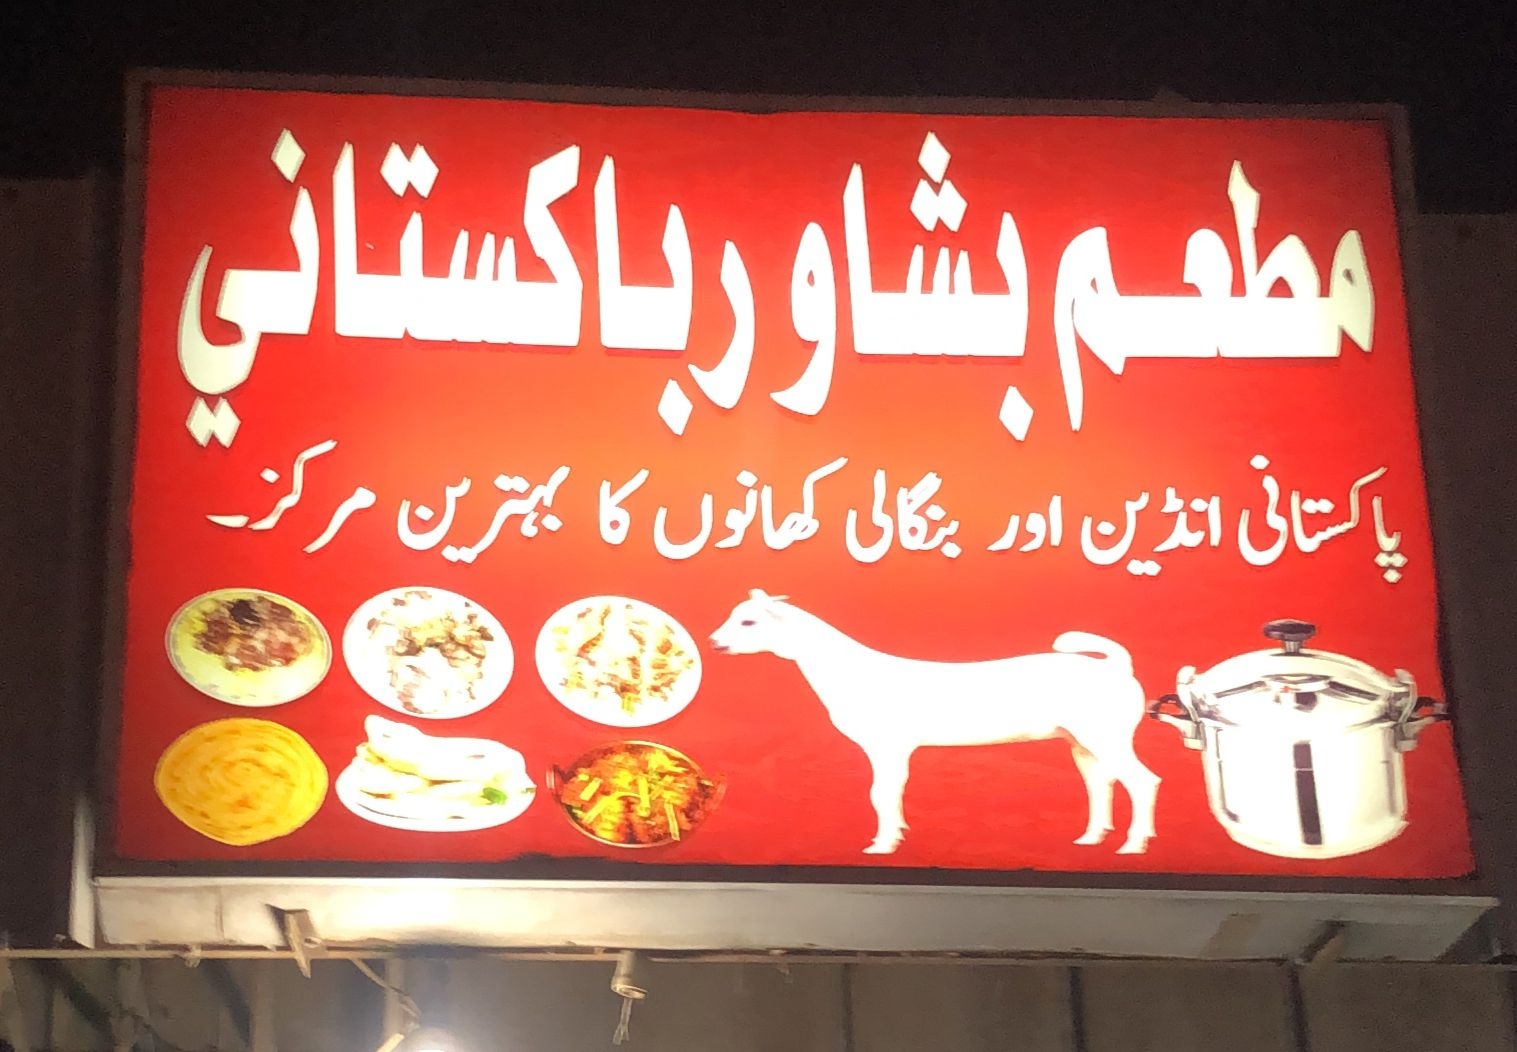 مطعم بشاور باكستاني
پاکستانی انڈین اور بنگالی کھانوں کا بہترین مرکز۔